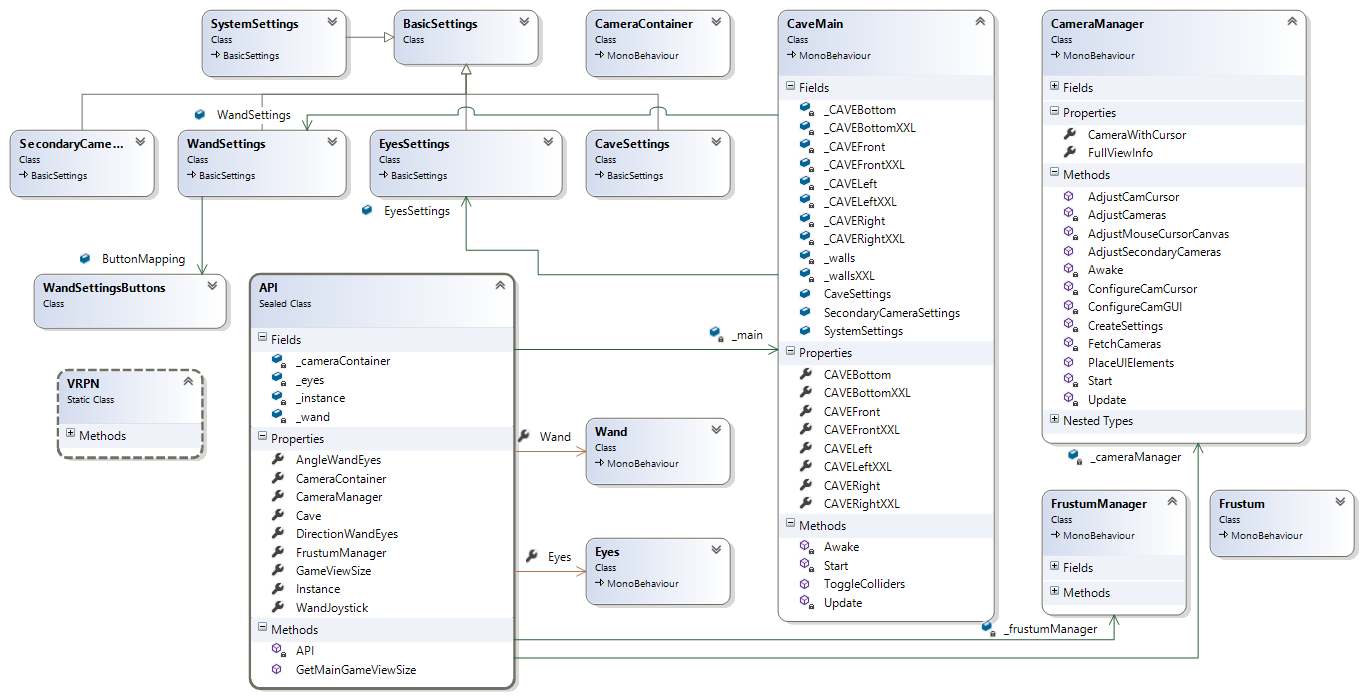 SystemSettings
Class
BasicSettings
BasicSettings
Class
CameraContainer
Class
MonoBehaviour
WandSettings
SecondaryCame...
Class
BasicSettings
WandSettings
Class
BasicSettings
EyesSettings
Class
BasicSettings
CaveSettings
Class
BasicSettings
EyesSettings
ButtonMapping
WandSettingsButtons
Class
VRPN
Static Class
Methods
API
Sealed Class
Fields
_cameraContainer
_eyes
_instance
_wand
Properties
AngleWandEyes
CameraContainer
CameraManager
Cave
DirectionWandEyes
FrustumManager
GameViewSize
Instance
WandJoystick
Methods
API
GetMainGameViewSize
_main
Wand
Wand
Class
MonoBehaviour
Eyes
Eyes
Class
MonoBehaviour
CaveMain
Class
MonoBehaviour
Fields
_CAVEBottom
_CAVEBottomXXL
_CAVEFront
_CAVEFrontXXL
_CAVELeft
_CAVELeftXXL
_CAVERight
_CAVERightXXL
_walls
_wallsXXL
CaveSettings
SecondaryCameraSettings
SystemSettings
Properties
CAVEBottom
CAVEBottomXXL
CAVEFront
CAVEFrontXXL
CAVELeft
CAVELeftXXL
CAVERight
CAVERightXXL
Methods
Awake
Start
ToggleColliders
Update
CameraManager
Class
MonoBehaviour
Fields
Properties
CameraWithCursor
FullViewInfo
Methods
AdjustCamCursor
AdjustCameras
AdjustMouseCursorCanvas
AdjustSecondaryCameras
Awake
ConfigureCamCursor
ConfigureCamGUI
CreateSettings
FetchCameras
PlaceUIElements
Start
Update
Nested Types
_cameraManager
FrustumManager
Class
MonoBehaviour
Fields
Methods
Frustum
Class
MonoBehaviour
_frustumManager